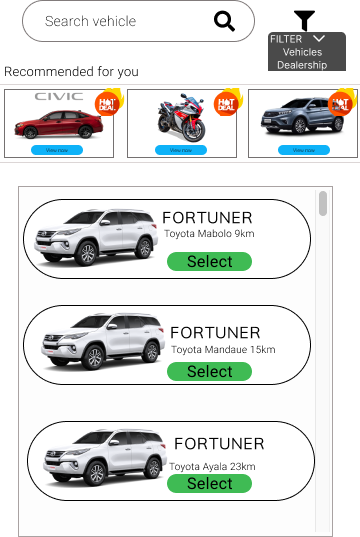 Search vehicle
FILTER
Vehicles
Dealership
Recommended for you
CIVIC
HOT DEAL
View now
HOT DEAL
View now
HOT DEAL
View now
FORTUNER
Toyota Mabolo 9km
Select
FORTUNER
Toyota Mandaue 15km
Select
FORTUNER
Toyota Ayala 23km
Select